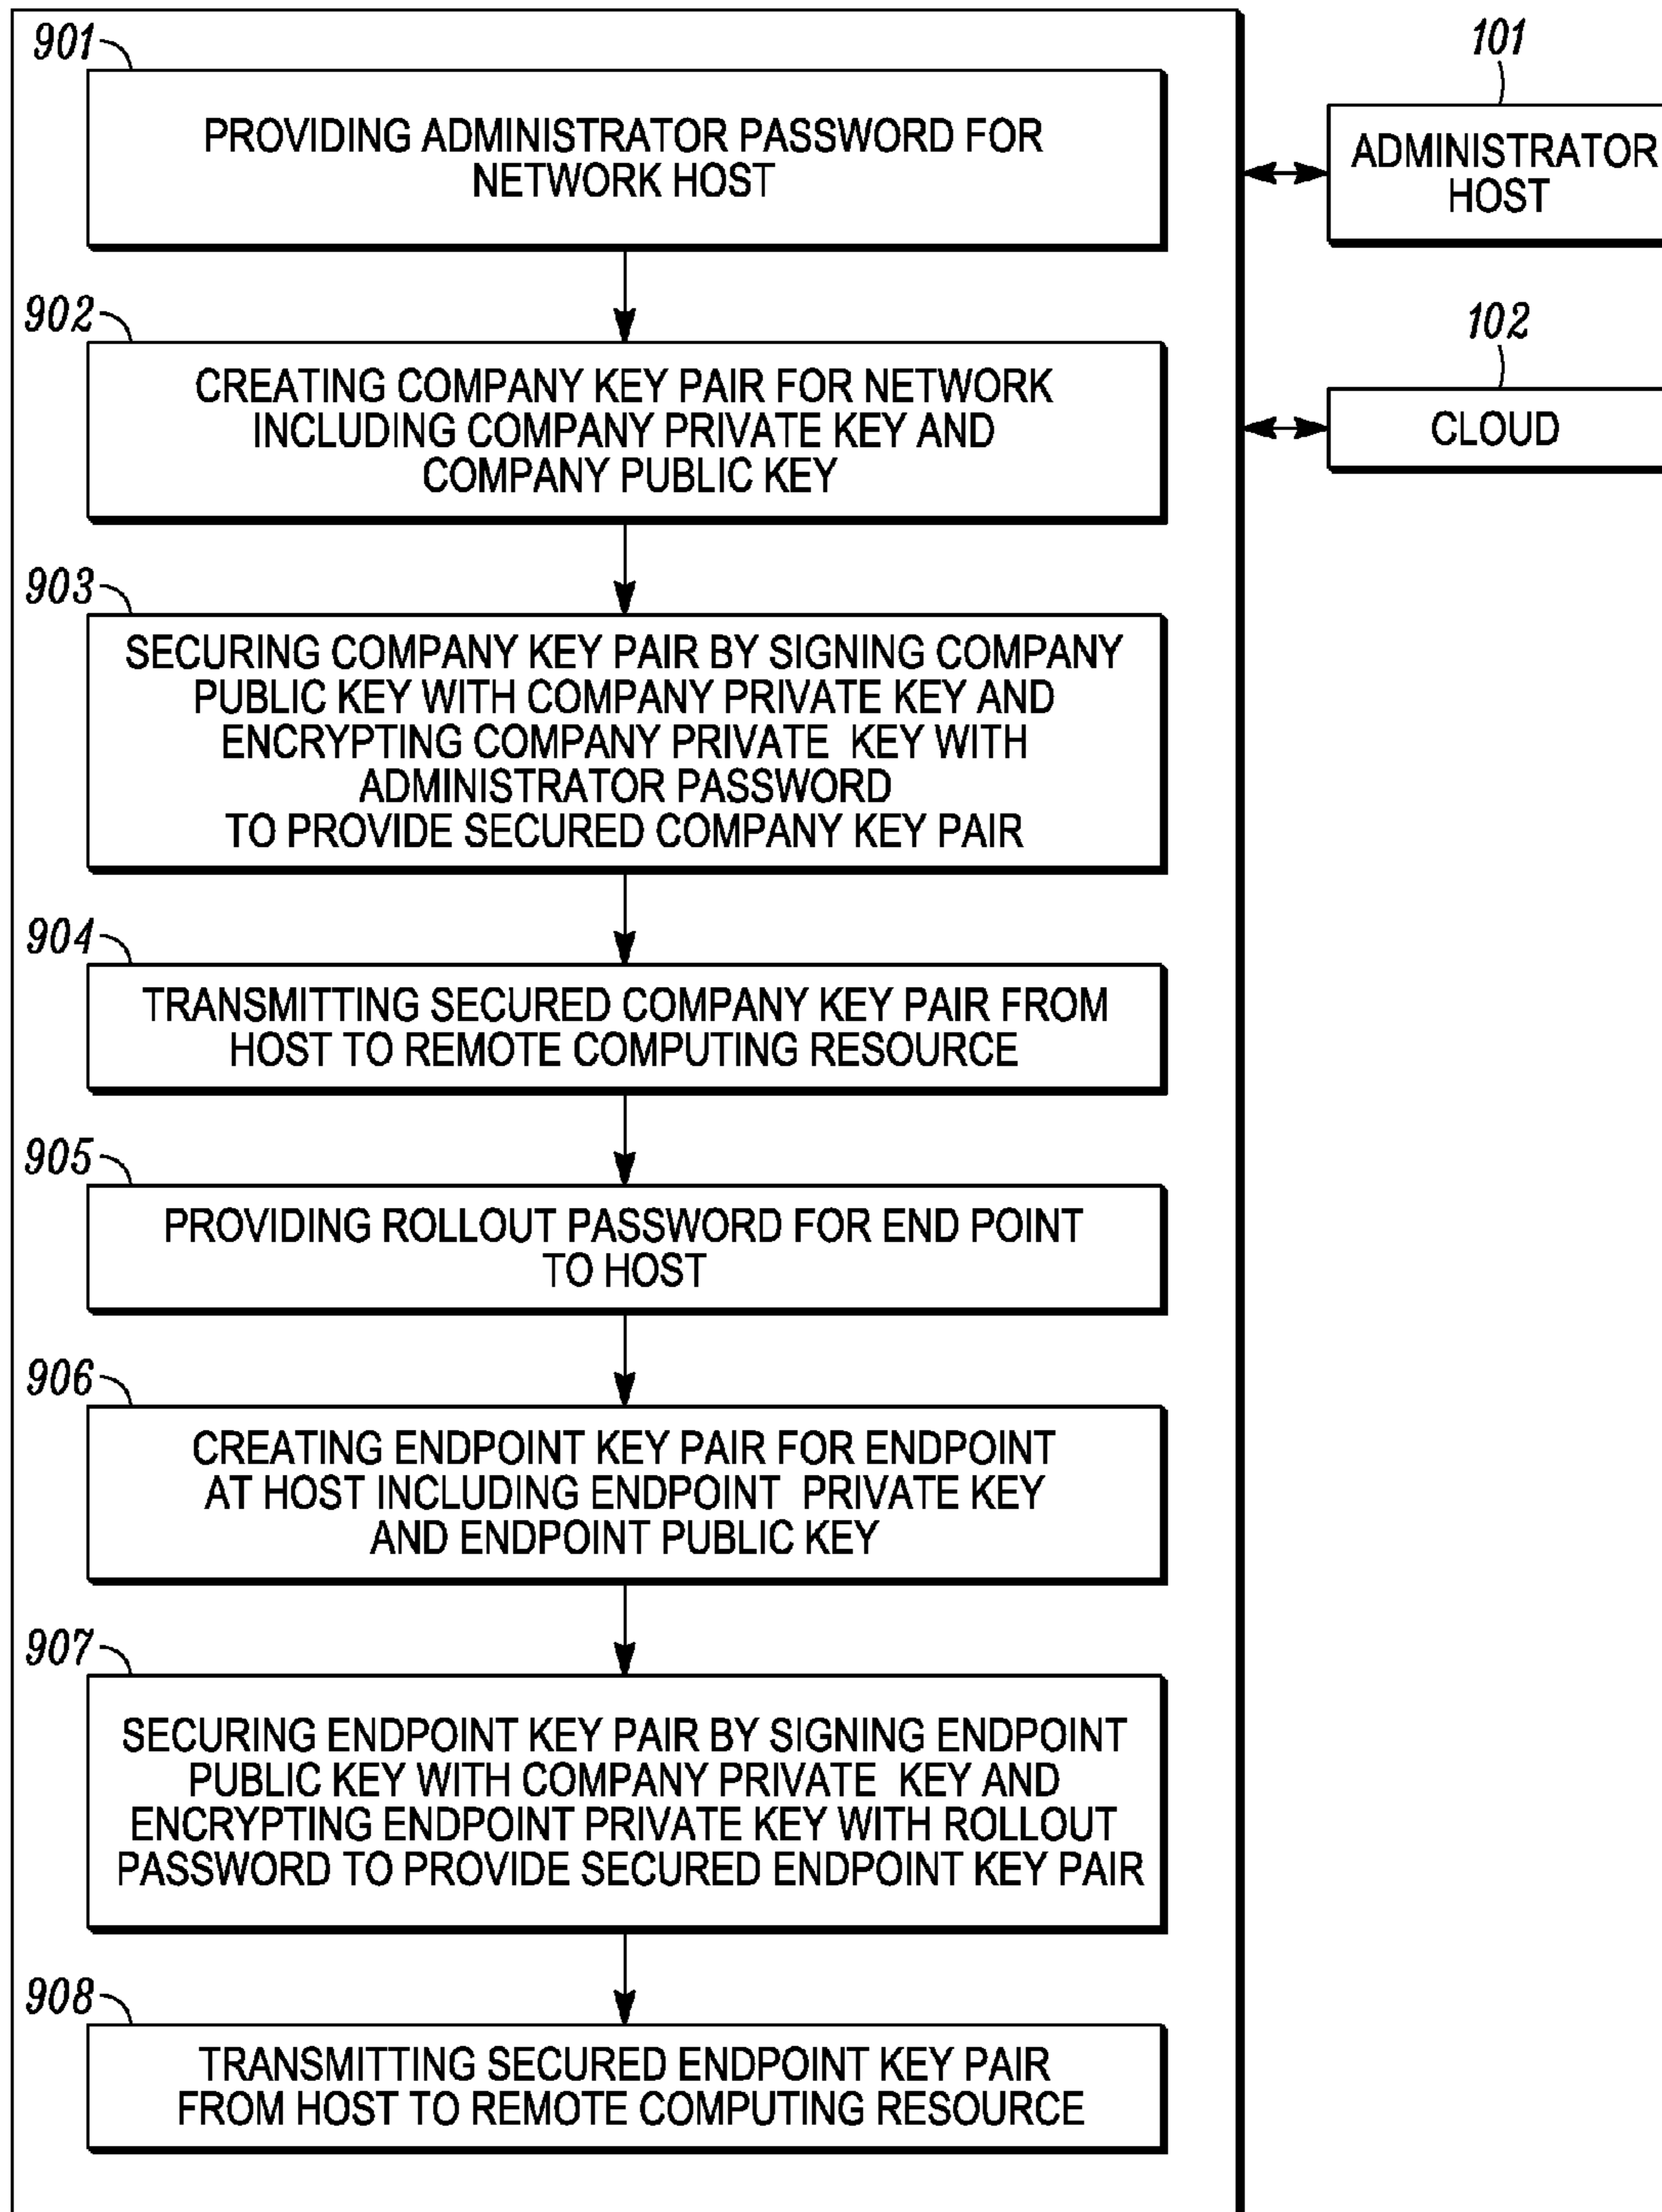 901
PROVIDING ADMINISTRATOR PASSWORD FOR
NETWORK HOST
902
CREATING COMPANY KEY PAIR FOR NETWORK
INCLUDING COMPANY PRIVATE KEY AND
COMPANY PUBLIC KEY
903
SECURING COMPANY KEY PAIR BY SIGNING COMPANY
PUBLIC KEY WITH COMPANY PRIVATE KEY AND
ENCRYPTING COMPANY PRIVATE KEY WITH
ADMINISTRATOR PASSWORD
TO PROVIDE SECURED COMPANY KEY PAIR
904
TRANSMITTING SECURED COMPANY KEY PAIR FROM
HOST TO REMOTE COMPUTING RESOURCE
905
PROVIDING ROLLOUT PASSWORD FOR END POINT
TO HOST
906
CREATING ENDPOINT KEY PAIR FOR ENDPOINT
AT HOST INCLUDING ENDPOINT PRIVATE KEY
AND ENDPOINT PUBLIC KEY
907
SECURING ENDPOINT KEY PAIR BY SIGNING ENDPOINT
PUBLIC KEY WITH COMPANY PRIVATE KEY AND
ENCRYPTING ENDPOINT PRIVATE KEY WITH ROLLOUT
PASSWORD TO PROVIDE SECURED ENDPOINT KEY PAIR
908
TRANSMITTING SECURED ENDPOINT KEY PAIR
FROM HOST TO REMOTE COMPUTING RESOURCE
101
ADMINISTRATOR
HOST
102
CLOUD